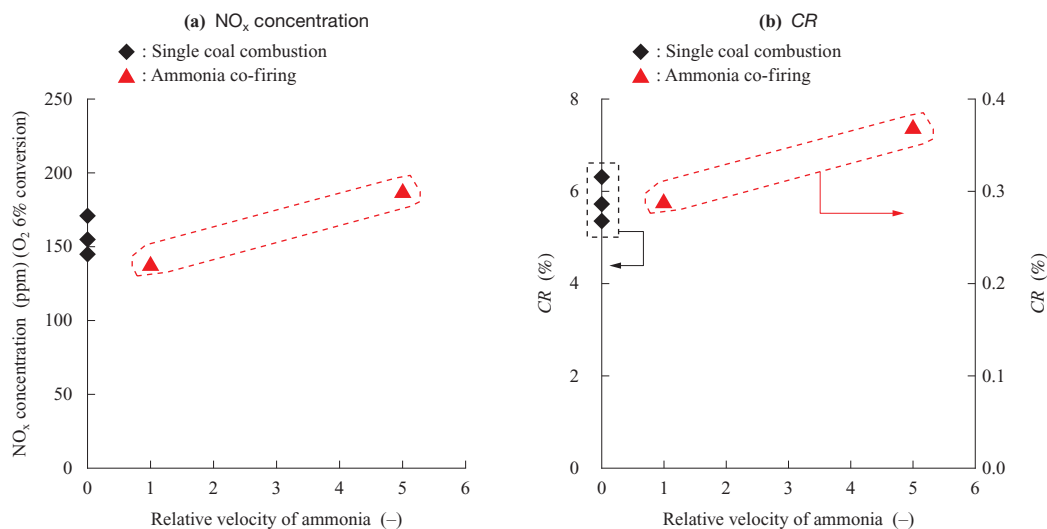 (a) NOx concentration
◆ : Single coal combustion
▲ : Ammonia co-firing
250
200
150
100
50
0
NOx concentration (ppm) (O2 6% conversion)
0 1 2 3 4 5 6
Relative velocity of ammonia (–)
(b) CR
◆ : Single coal combustion
▲ : Ammonia co-firing
8
6
4
2
0
CR (%)
0.4
0.3
0.2
0.1
0.0
CR (%)
0 1 2 3 4 5 6
Relative velocity of ammonia (–)